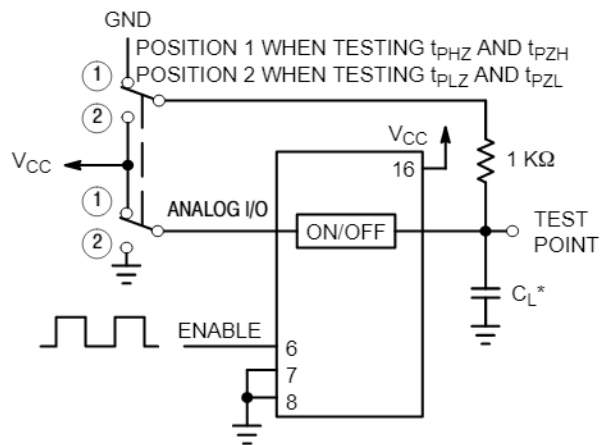 GND
POSITION 1 WHEN TESTING tPHZ AND tPZH
1
POSITION 2 WHEN TESTING tPLZ AND tPZL
2
VCC
VCC
16
1 KΩ
1
ANALOG I/O
ON/OFF
TEST
POINT
2
CL*
ENABLE
6
7
8